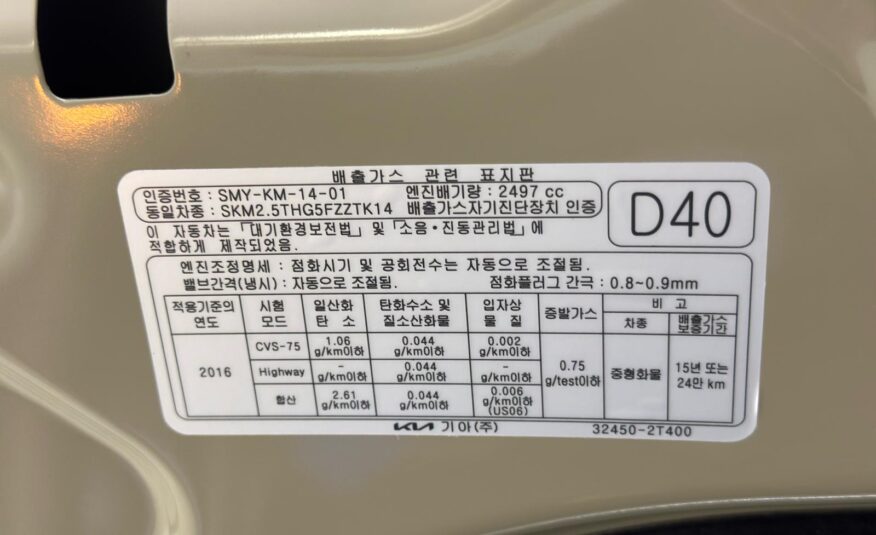 배출가스 관련 표지판
인증번호 : SMY-KM-14-01 엔진배기량 : 2497 cc
동일차종 : SKM2.5THG5FZZTK14 배출가스자기진단장치 인증
D40
이 자동차는 「대기환경보전법」 및 「소음·진동관리법」에
적합하게 제작되었음.
엔진조정명세 : 점화시기 및 공회전수는 자동으로 조절됨.
밸브간격(냉시) : 자동으로 조절됨. 점화플러그 간극 : 0.8~0.9mm
적용기준의 연도 시험 모드 일산화 탄소 탄화수소 및 질소산화물 입자상 물질 증발가스 비고
차종 배출가스 보증기간
2016 CVS-75 1.06 g/km이하 0.044 g/km이하 0.002 g/km이하 0.75 g/test이하 중형화물 15년 또는 24만 km
Highway - g/km이하 0.044 g/km이하 - g/km이하
합산 2.61 g/km이하 0.044 g/km이하 0.006 g/km이하 (US06)
KIA 기아(주) 32450-2T400